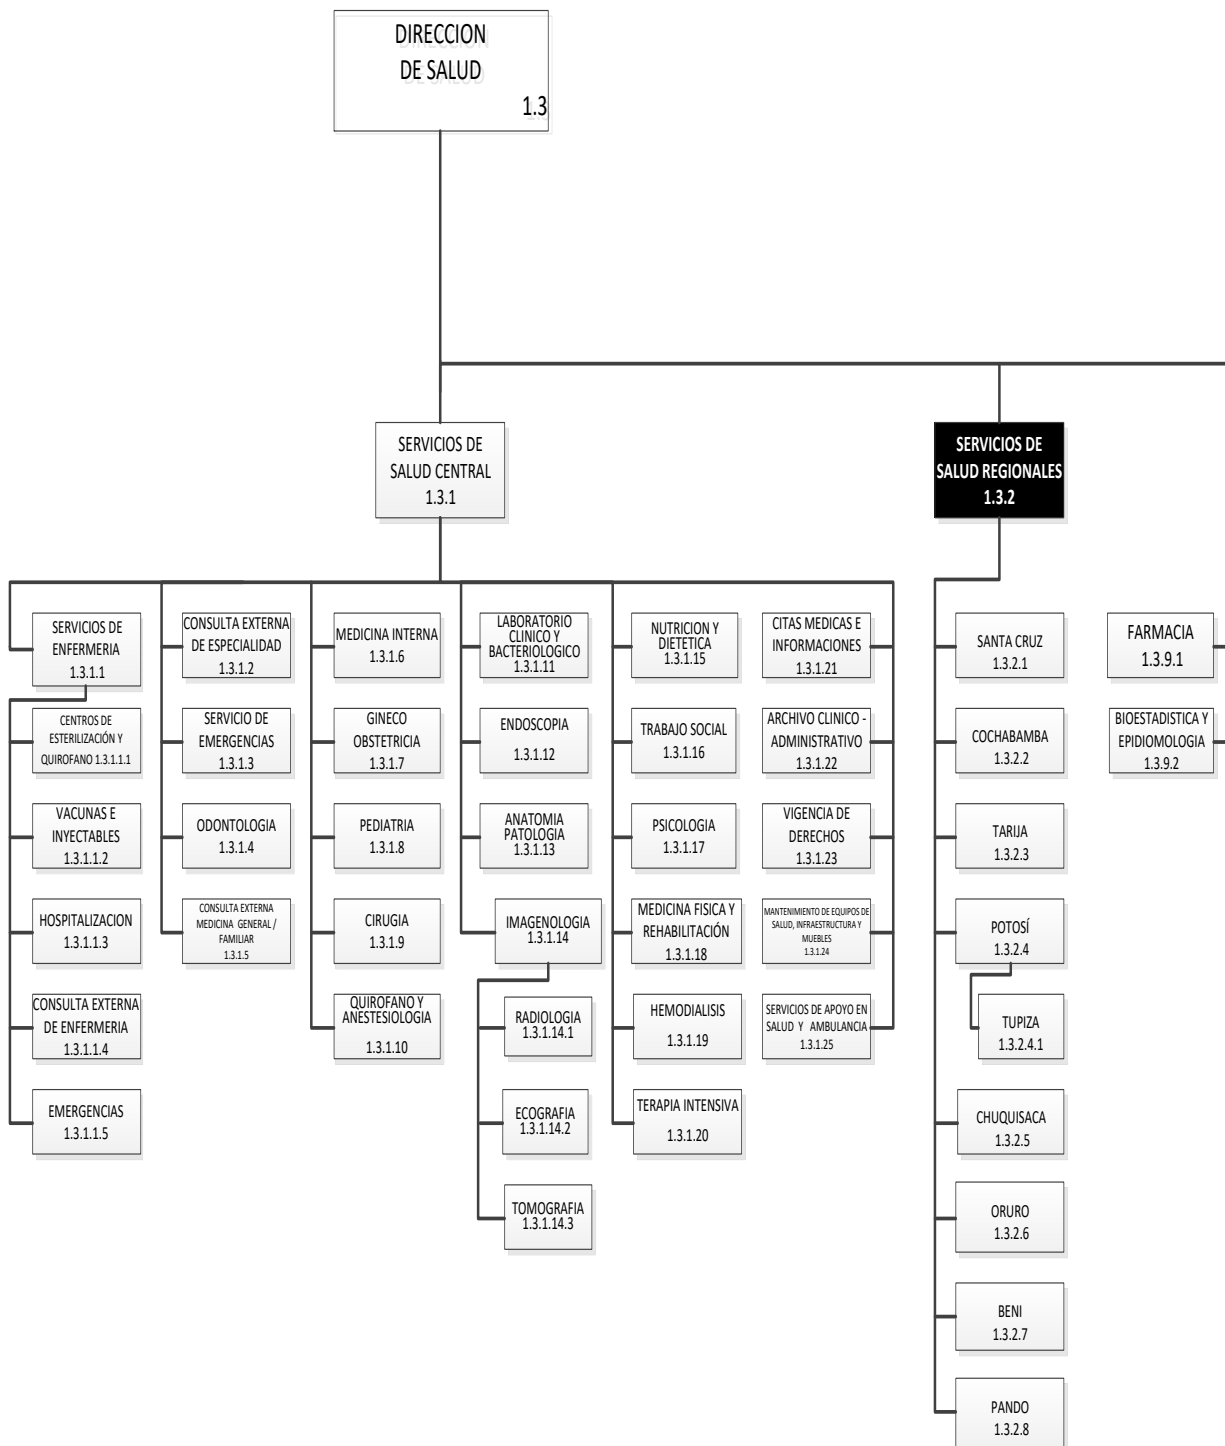 DIRECCION
DE SALUD
1.3
SERVICIOS DE
SALUD CENTRAL
1.3.1
SERVICIOS DE
SALUD REGIONALES
1.3.2
SERVICIOS DE
ENFERMERIA
1.3.1.1
CENTROS DE
ESTERILIZACIÓN Y
QUIROFANO 1.3.1.1.1
VACUNAS E
INYECTABLES
1.3.1.1.2
HOSPITALIZACION
1.3.1.1.3
CONSULTA EXTERNA
DE ENFERMERIA
1.3.1.1.4
EMERGENCIAS
1.3.1.1.5
CONSULTA EXTERNA
DE ESPECIALIDAD
1.3.1.2
SERVICIO DE
EMERGENCIAS
1.3.1.3
ODONTOLOGIA
1.3.1.4
CONSULTA EXTERNA
MEDICINA GENERAL /
FAMILIAR
1.3.1.5
MEDICINA INTERNA
1.3.1.6
GINECO
OBSTETRICIA
1.3.1.7
PEDIATRIA
1.3.1.8
CIRUGIA
1.3.1.9
QUIROFANO Y
ANESTESIOLOGIA
1.3.1.10
LABORATORIO
CLINICO Y
BACTERIOLOGICO
1.3.1.11
ENDOSCOPIA
1.3.1.12
ANATOMIA
PATOLOGIA
1.3.1.13
IMAGENOLOGIA
1.3.1.14
RADIOLOGIA
1.3.1.14.1
ECOGRAFIA
1.3.1.14.2
TOMOGRAFIA
1.3.1.14.3
NUTRICION Y
DIETETICA
1.3.1.15
TRABAJO SOCIAL
1.3.1.16
PSICOLOGIA
1.3.1.17
MEDICINA FISICA Y
REHABILITACIÓN
1.3.1.18
HEMODIALISIS
1.3.1.19
TERAPIA INTENSIVA
1.3.1.20
CITAS MEDICAS E
INFORMACIONES
1.3.1.21
ARCHIVO CLINICO -
ADMINISTRATIVO
1.3.1.22
VIGENCIA DE
DERECHOS
1.3.1.23
MANTENIMIENTO DE EQUIPOS DE
SALUD, INFRAESTRUCTURA Y
MUEBLES
1.3.1.24
SERVICIOS DE APOYO EN
SALUD Y AMBULANCIA
1.3.1.25
SANTA CRUZ
1.3.2.1
COCHABAMBA
1.3.2.2
TARIJA
1.3.2.3
POTOSÍ
1.3.2.4
TUPIZA
1.3.2.4.1
CHUQUISACA
1.3.2.5
ORURO
1.3.2.6
BENI
1.3.2.7
PANDO
1.3.2.8
FARMACIA
1.3.9.1
BIOESTADISTICA Y
EPIDIOMOLOGIA
1.3.9.2